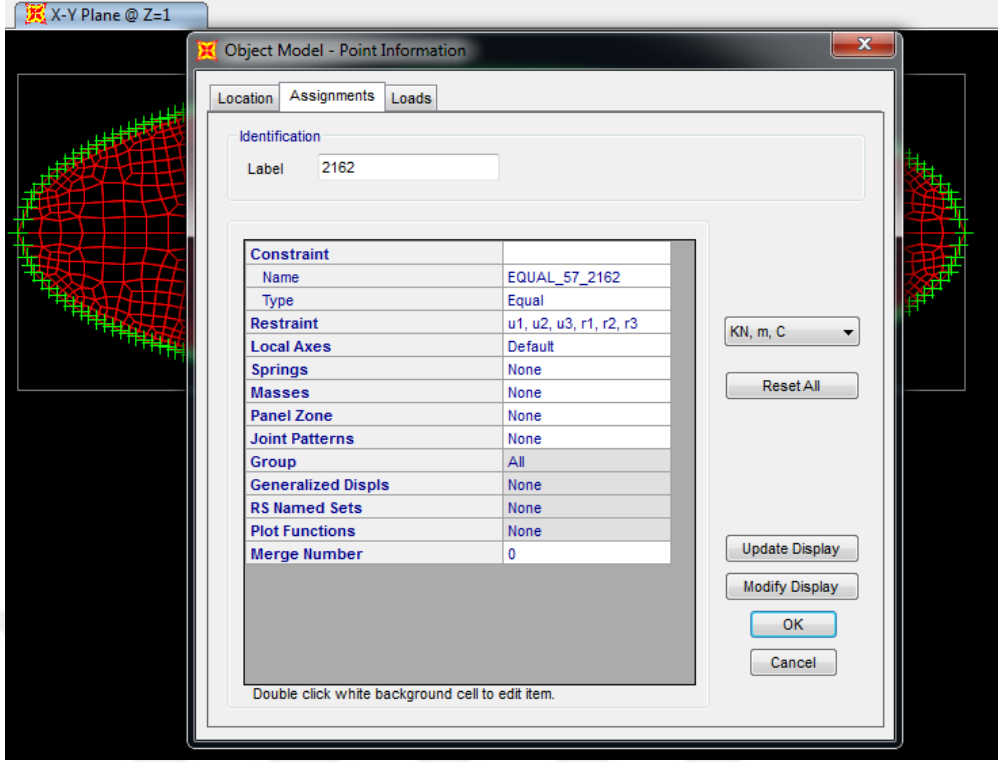 X-Y Plane @ Z=1
Object Model - Point Information
Location Assignments Loads
Identification
Label 2162
Constraint
Name EQUAL_57_2162
Type Equal
Restraint u1, u2, u3, r1, r2, r3
Local Axes Default
Springs None
Masses None
Panel Zone None
Joint Patterns None
Group All
Generalized Displs None
RS Named Sets None
Plot Functions None
Merge Number 0
Double click white background cell to edit item.
KN, m, C
Reset All
Update Display
Modify Display
OK
Cancel